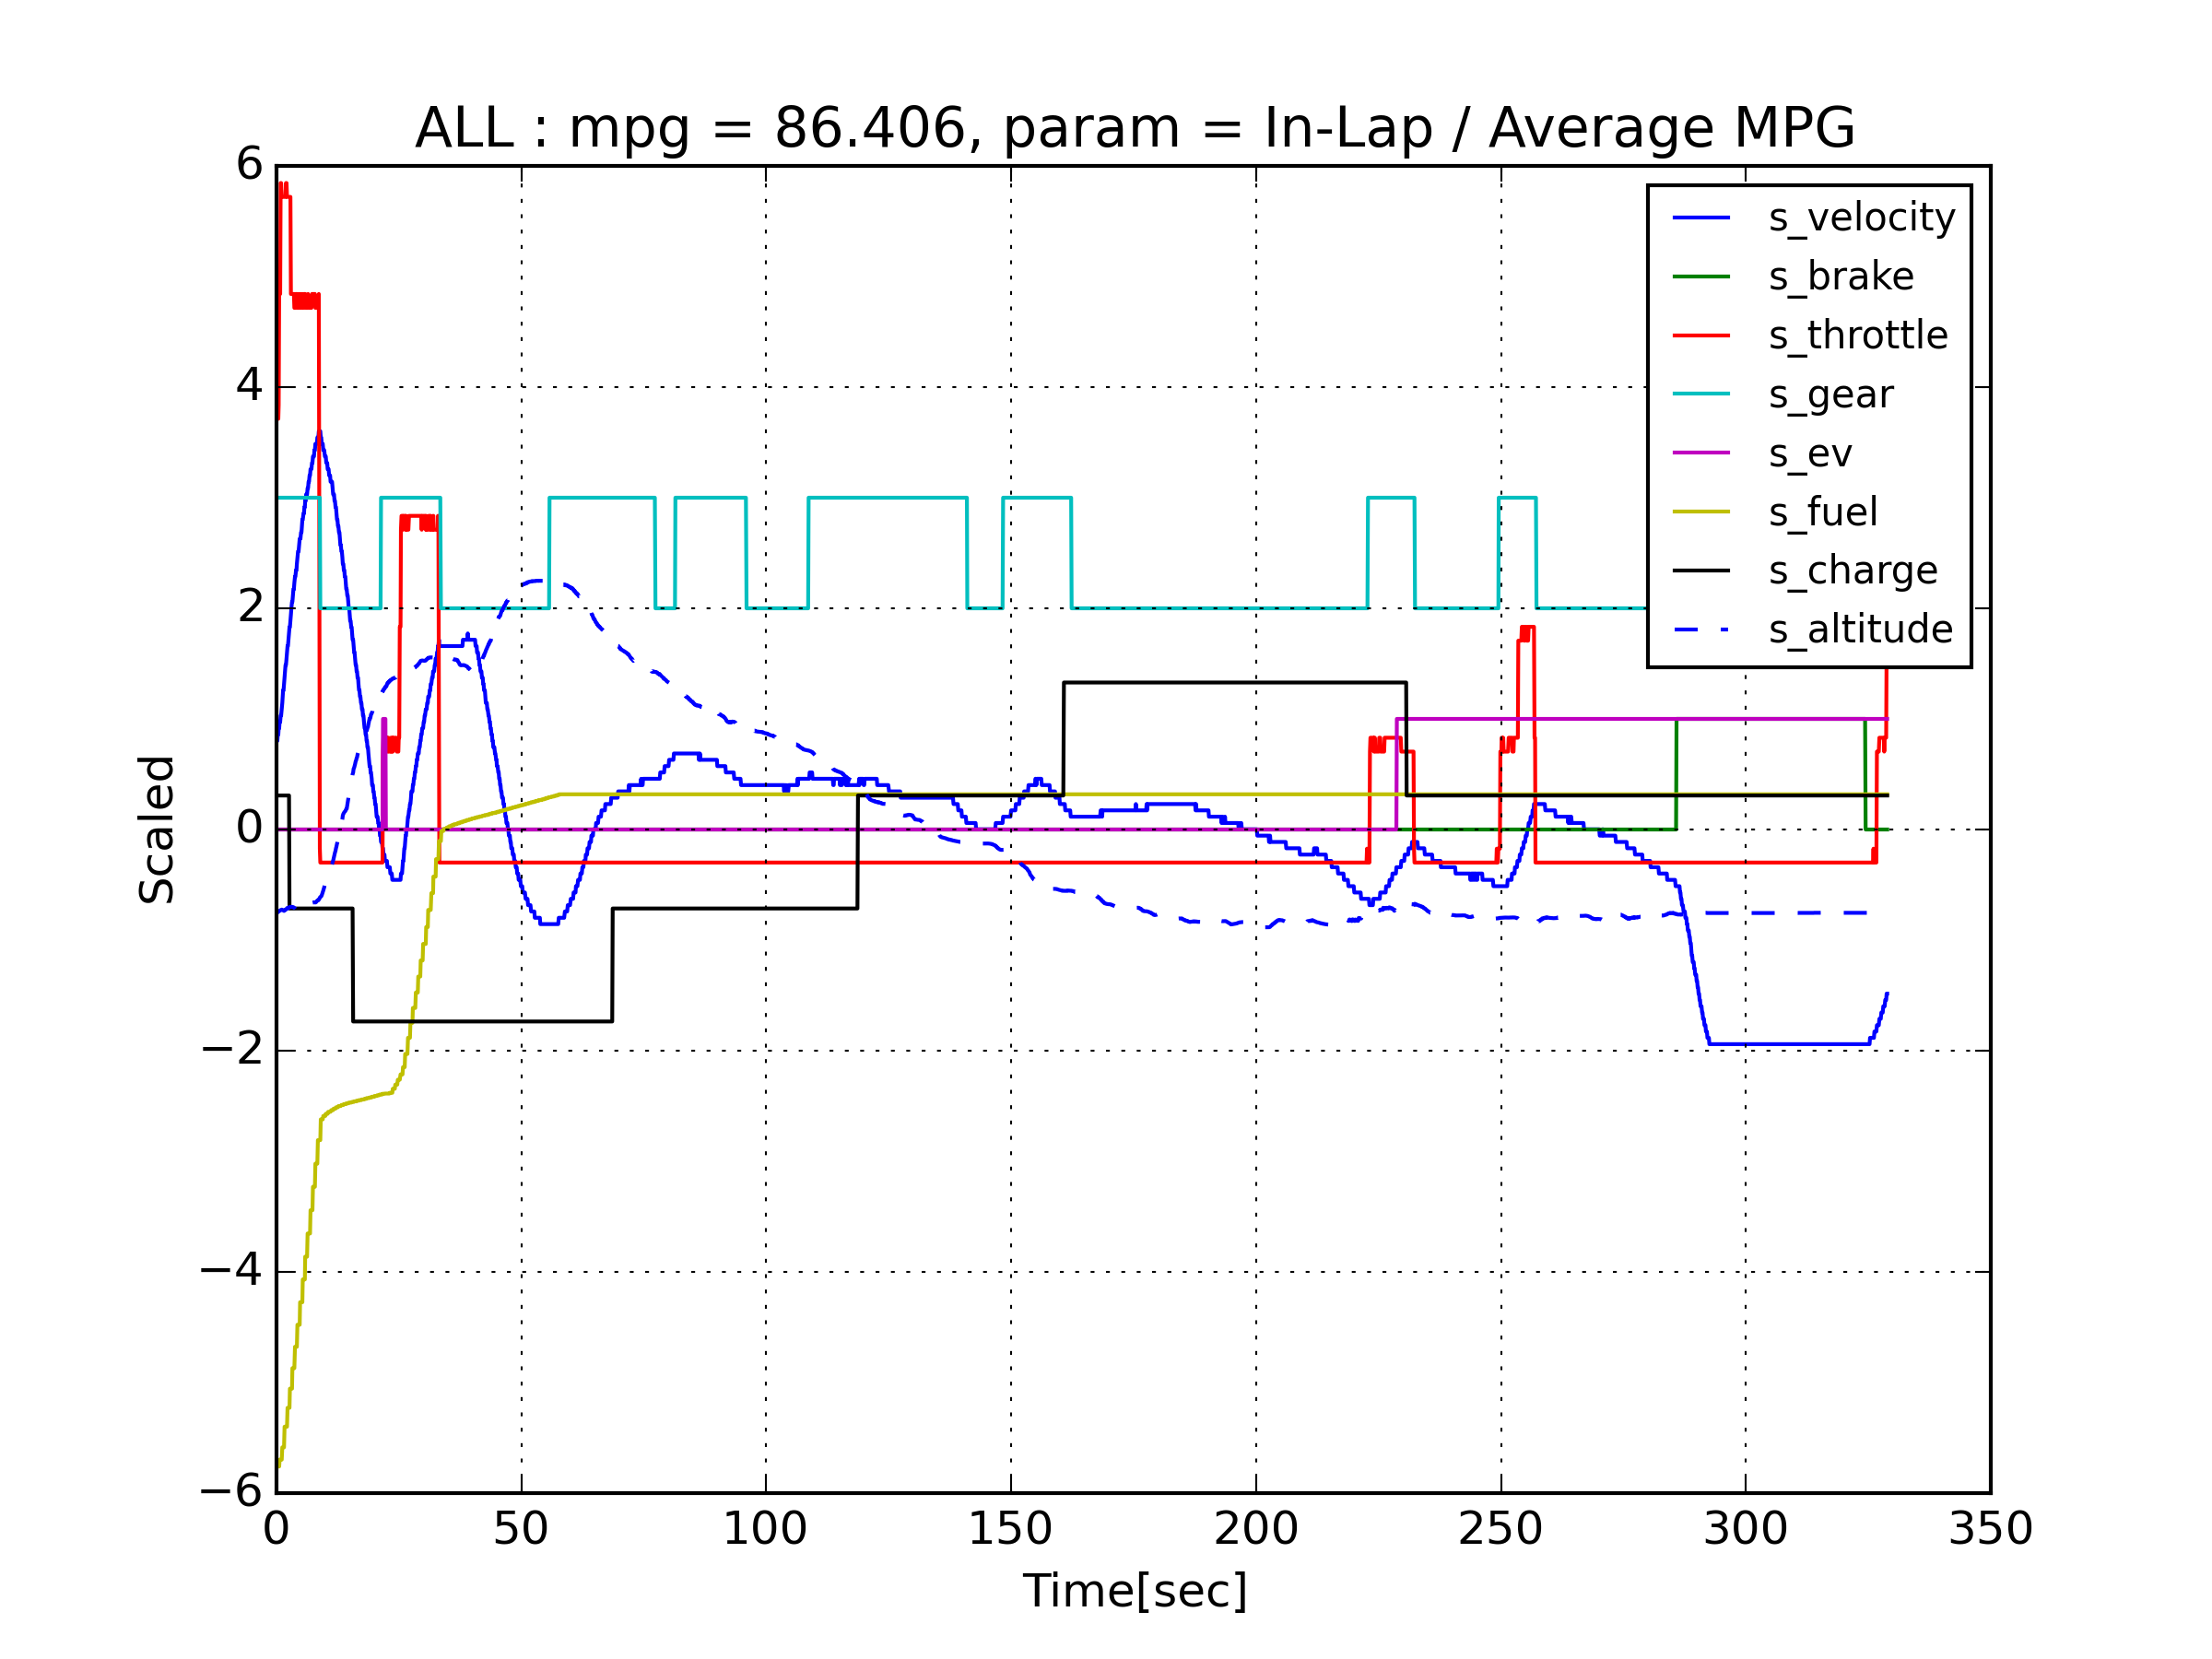 ALL : mpg = 86.406, param = In-Lap / Average MPG
6
4
2
0
−2
−4
−6
Scaled
0 50 100 150 200 250 300 350
Time[sec]
s_velocity
s_brake
s_throttle
s_gear
s_ev
s_fuel
s_charge
s_altitude